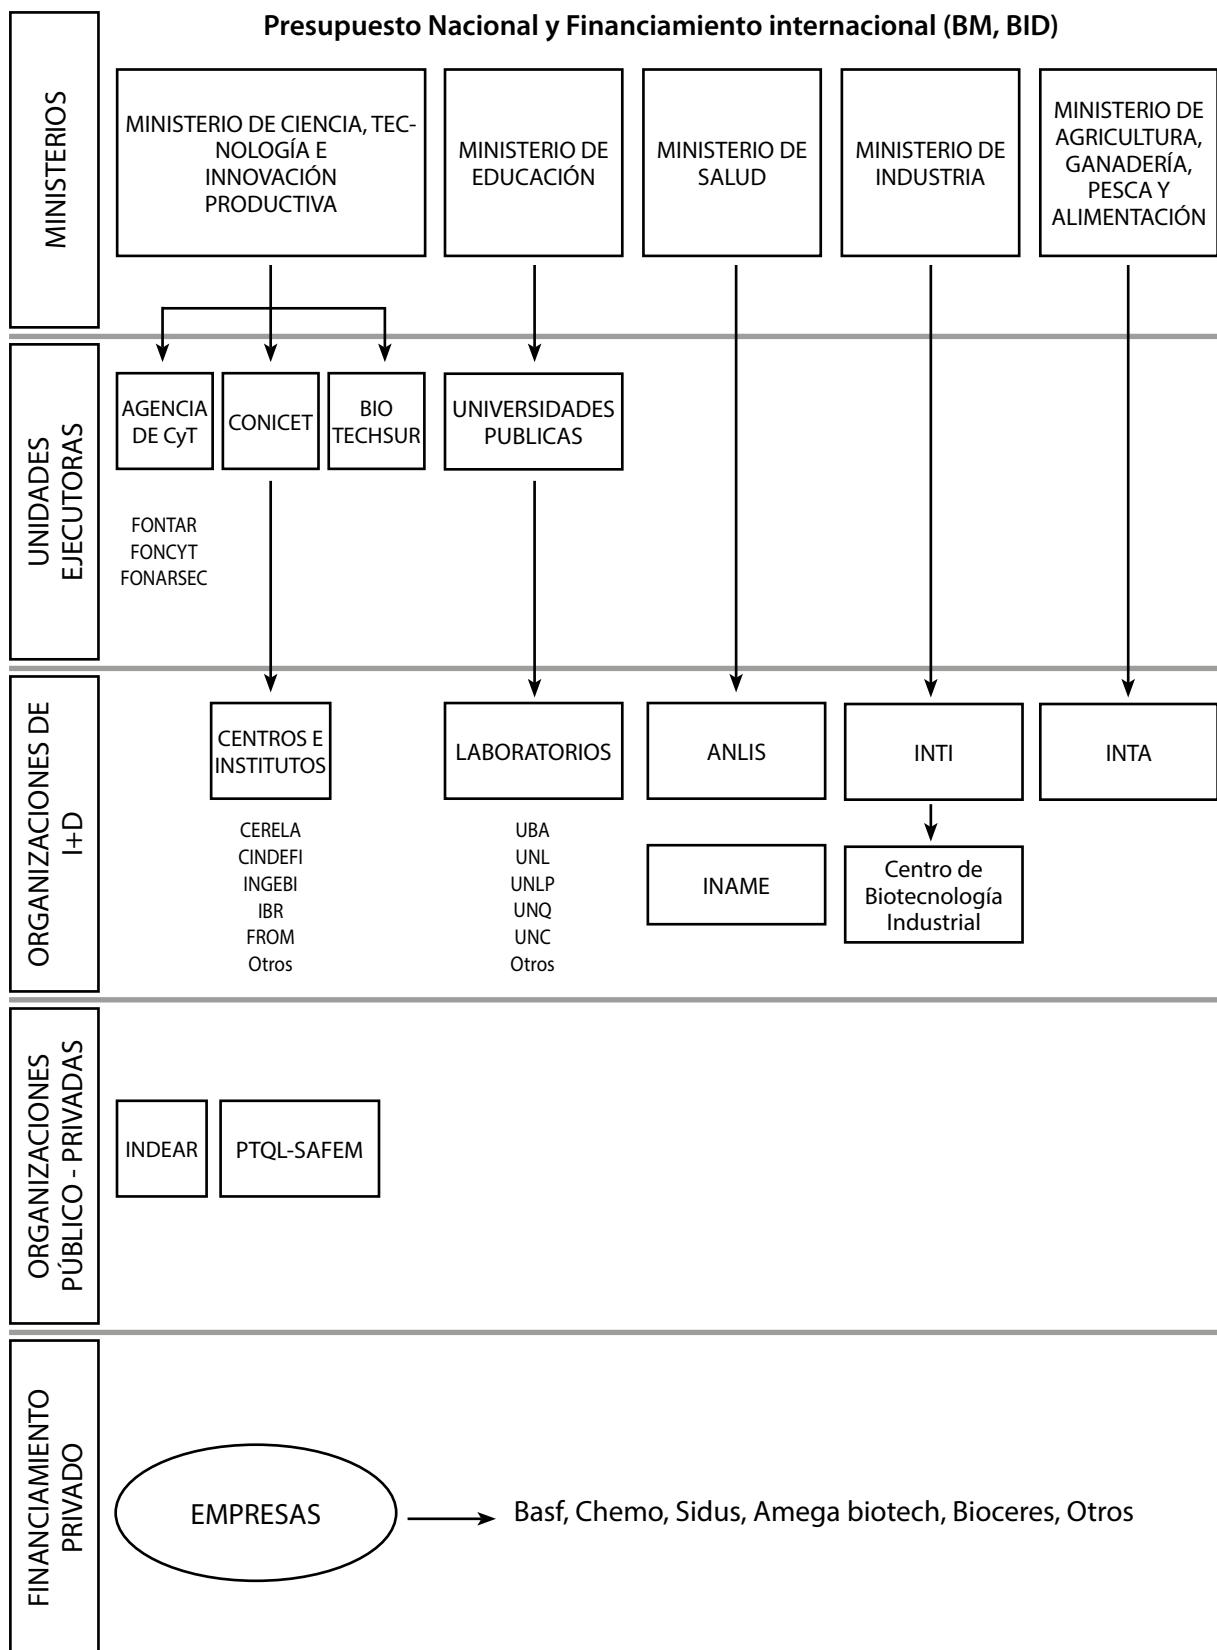 Presupuesto Nacional y Financiamiento internacional (BM, BID)
MINISTERIOS
MINISTERIO DE CIENCIA, TEC-
NOLOGÍA E
INNOVACIÓN
PRODUCTIVA
MINISTERIO DE
EDUCACIÓN
MINISTERIO DE
SALUD
MINISTERIO DE
INDUSTRIA
MINISTERIO DE
AGRICULTURA,
GANADERÍA,
PESCA Y
ALIMENTACIÓN
UNIDADES
EJECUTORAS
AGENCIA
DE CyT
CONICET
BIO
TECHSUR
UNIVERSIDADES
PUBLICAS
FONTAR
FONCYT
FONARSEC
ORGANIZACIONES DE
I+D
CENTROS E
INSTITUTOS
LABORATORIOS
ANLIS
INTI
INTA
CERELA
CINDEFI
INGEBI
IBR
FROM
Otros
UBA
UNL
UNLP
UNQ
UNC
Otros
INAME
Centro de
Biotecnología
Industrial
ORGANIZACIONES
PÚBLICO - PRIVADAS
INDEAR
PTQL-SAFEM
FINANCIAMIENTO
PRIVADO
EMPRESAS
Basf, Chemo, Sidus, Amega biotech, Bioceres, Otros